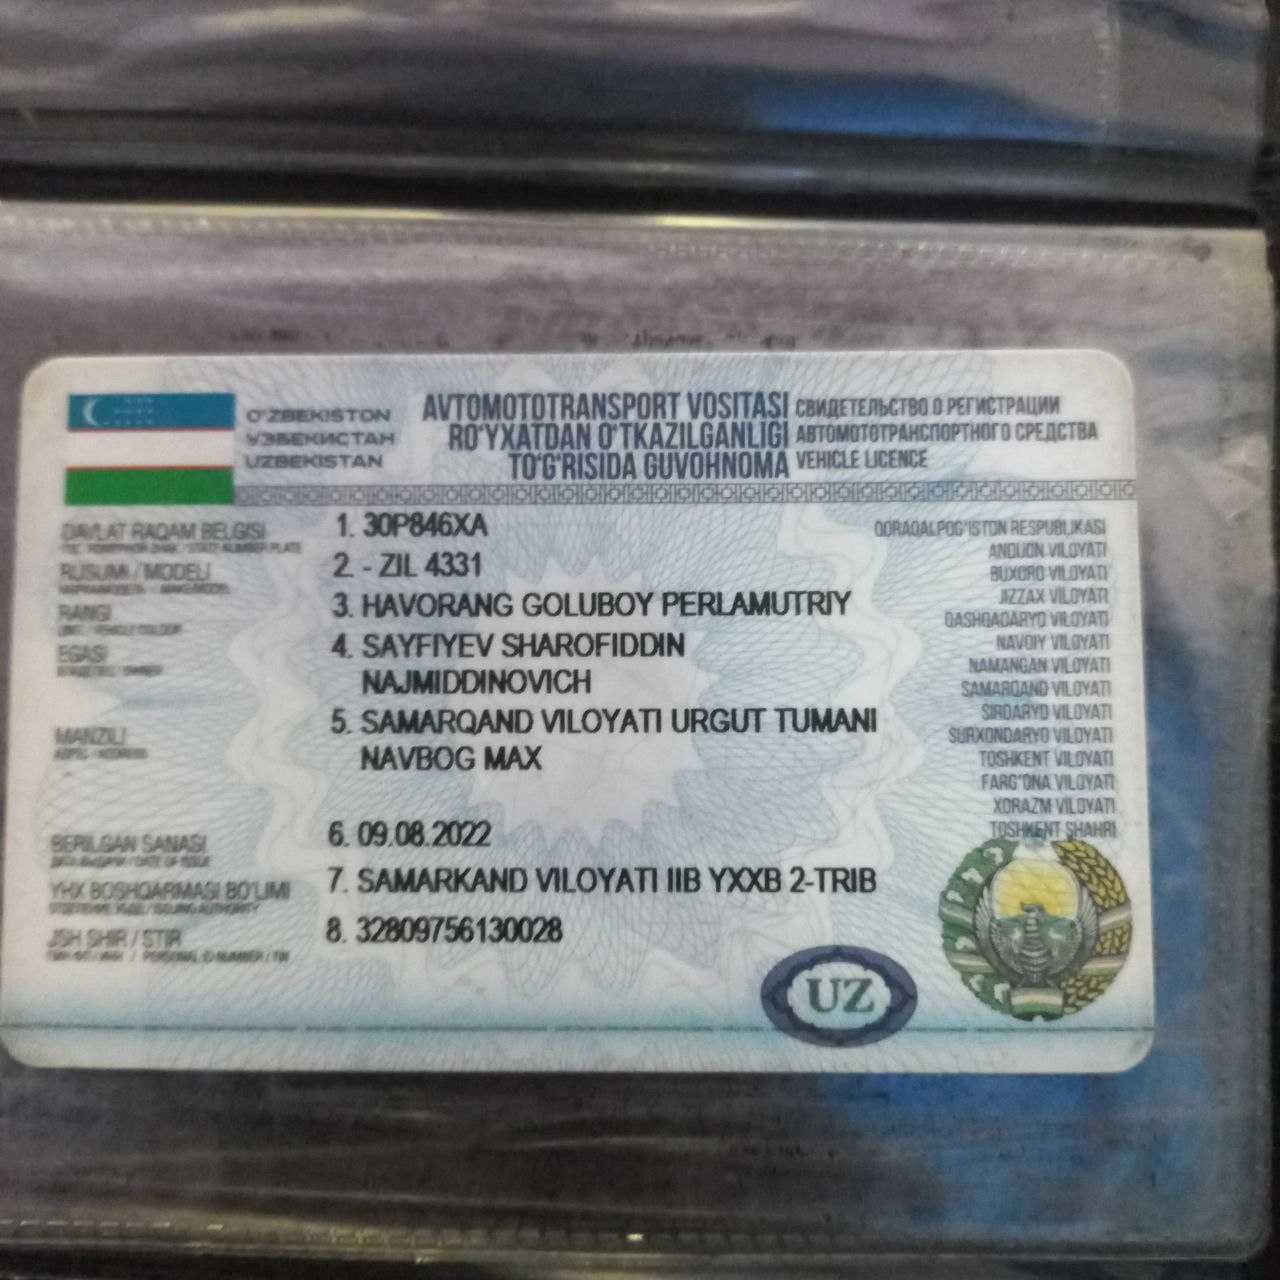 O'ZBEKISTON
ЎЗБЕКИСТАН
UZBEKISTAN
AVTOMOTOTRANSPORT VOSITASI
RO'YXATDAN O'TKAZILGANLIGI
TO'G'RISIDA GUVOHNOMA
СВИДЕТЕЛЬСТВО О РЕГИСТРАЦИИ
АВТОМОТОТРАНСПОРТНОГО СРЕДСТВА
VEHICLE LICENCE
DAVLAT RAQAM BELGISI
1. 30P846XA
RUSUMI / MODELI
2. - ZIL 4331
RANGI
3. HAVORANG GOLUBOY PERLAMUTRIY
EGASI
4. SAYFIYEV SHAROFIDDIN
NAJMIDDINOVICH
MANZILI
5. SAMARQAND VILOYATI URGUT TUMANI
NAVBOG MAX
BERILGAN SANASI
6. 09.08.2022
YHX BOSHQARMASI BO'LIMI
7. SAMARKAND VILOYATI IIB YXXB 2-TRIB
JSH SHIR / STIR
8. 32809756130028
QORAQALPOG'ISTON RESPUBLIKASI
ANDIJON VILOYATI
BUXORO VILOYATI
JIZZAX VILOYATI
QASHQADARYO VILOYATI
NAVOIY VILOYATI
NAMANGAN VILOYATI
SAMARQAND VILOYATI
SIRDARYO VILOYATI
SURXONDARYO VILOYATI
TOSHKENT VILOYATI
FARG'ONA VILOYATI
XORAZM VILOYATI
TOSHKENT SHAHRI
UZ